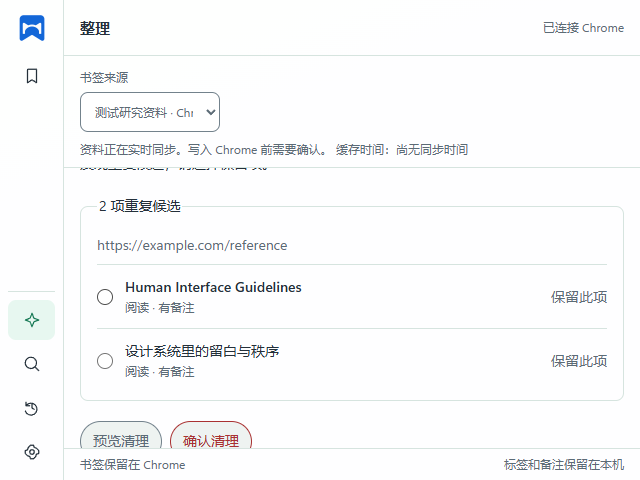 整理
已连接 Chrome
书签来源
测试研究资料 · Chr
资料正在实时同步。写入 Chrome 前需要确认。 缓存时间：尚无同步时间
2 项重复候选
https://example.com/reference
Human Interface Guidelines
阅读 · 有备注
保留此项
设计系统里的留白与秩序
阅读 · 有备注
保留此项
预览清理
确认清理
书签保留在 Chrome
标签和备注保留在本机